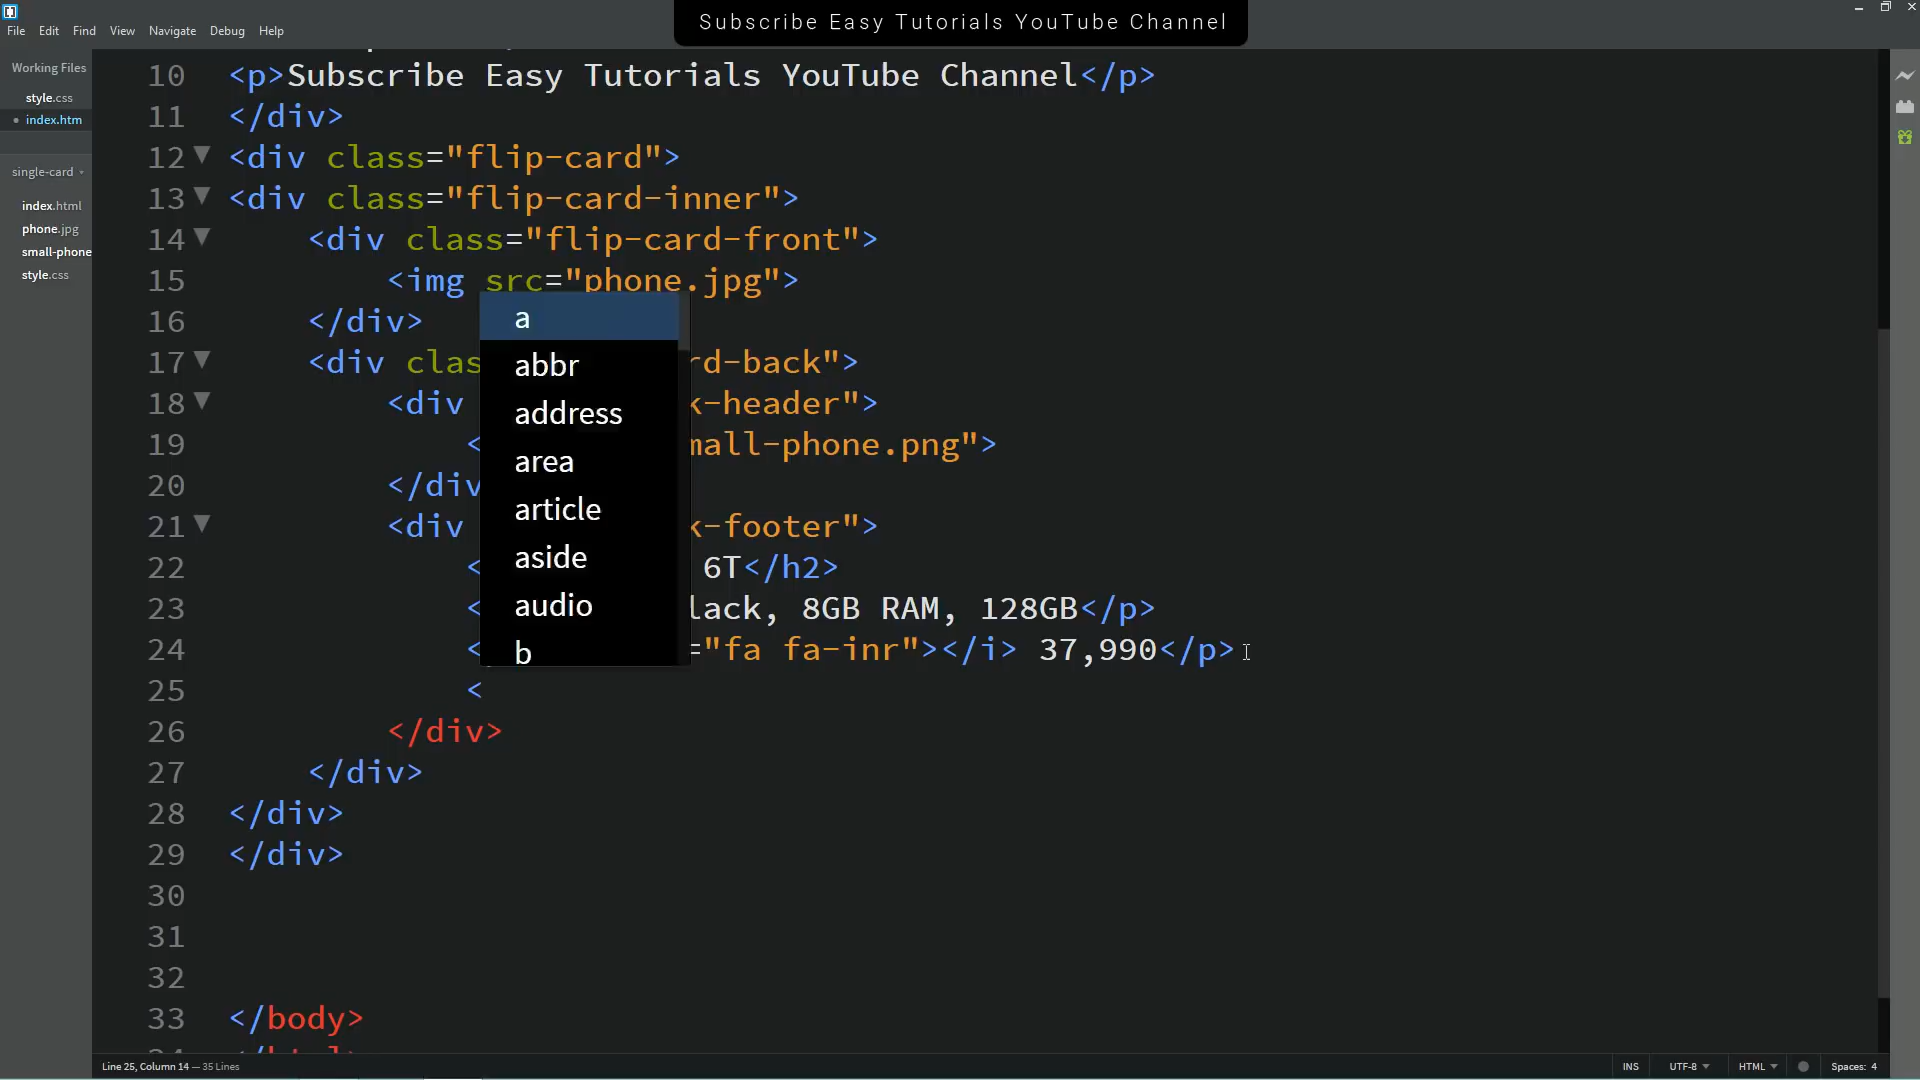 Subscribe Easy Tutorials YouTube Channel
File Edit Find View Navigate Debug Help
Working Files
style.css
index.htm
single-card
index.html
phone.jpg
small-phone
style.css
10 <p>Subscribe Easy Tutorials YouTube Channel</p>
11 </div>
12 <div class="flip-card">
13 <div class="flip-card-inner">
14 <div class="flip-card-front">
15 <img src="phone.jpg">
16 </div>
17 <div clas rd-back">
18 <div k-header">
19 < mall-phone.png">
20 </div
21 <div k-footer">
22 < 6T</h2>
23 < lack, 8GB RAM, 128GB</p>
24 < ="fa fa-inr"></i> 37,990</p>
25 <
26 </div>
27 </div>
28 </div>
29 </div>
30
31
32
33 </body>
a
abbr
address
area
article
aside
audio
b
Line 25, Column 14 — 35 Lines
INS UTF-8 HTML Spaces: 4